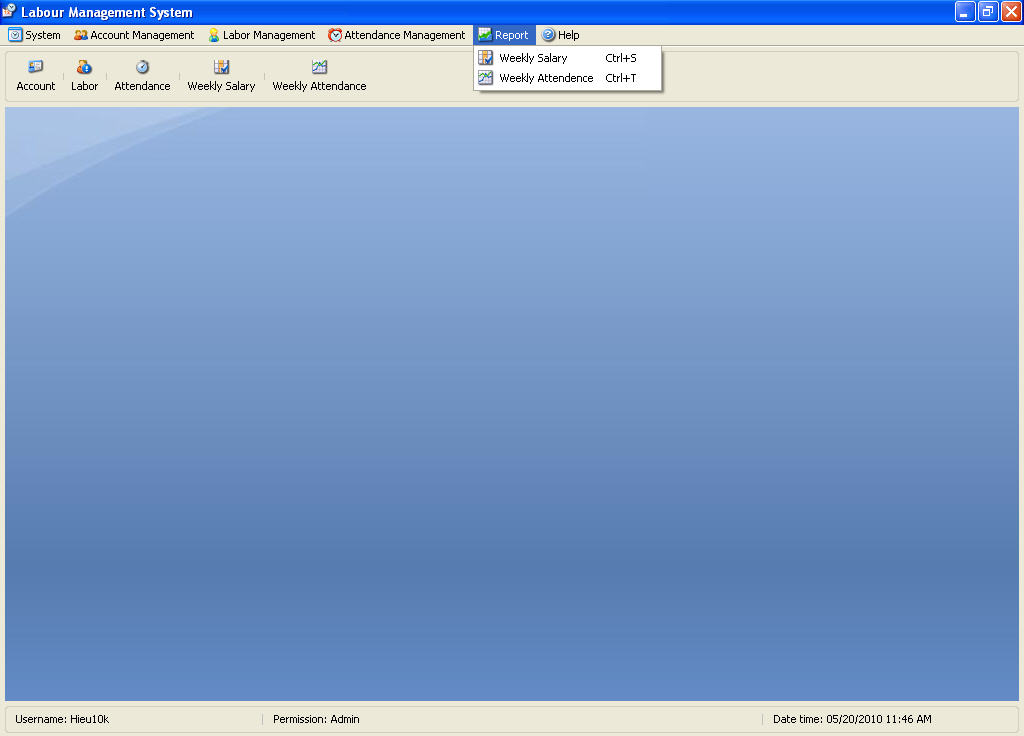 Labour Management System
System Account Management Labor Management Attendance Management Report Help
Weekly Salary Ctrl+S
Weekly Attendence Ctrl+T
Account Labor Attendance Weekly Salary Weekly Attendance
Username: Hieu10k Permission: Admin Date time: 05/20/2010 11:46 AM